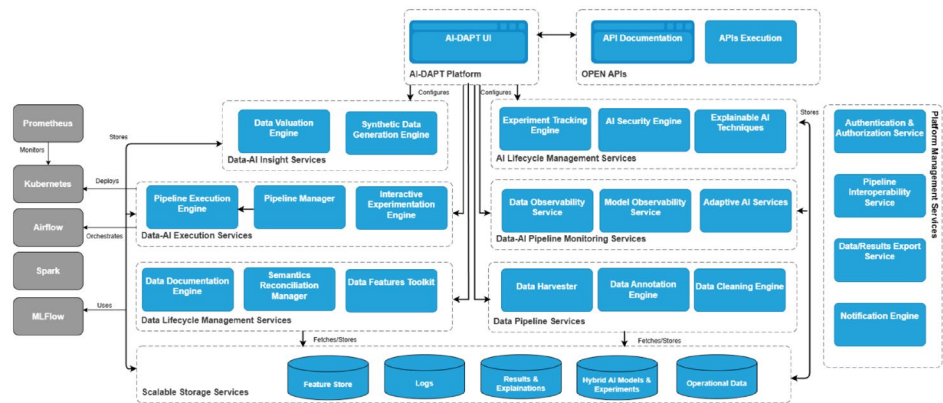 AI-DAPT UI
API Documentation
APIs Execution
AI-DAPT Platform
OPEN APIs
Configures
Configures
Prometheus
Monitors
Kubernetes
Airflow
Spark
MLFlow
Stores
Deploys
Orchestrates
Uses
Data Valuation
Engine
Synthetic Data
Generation Engine
Data-AI Insight Services
Experiment Tracking
Engine
AI Security Engine
Explainable AI
Techniques
AI Lifecycle Management Services
Stores
Pipeline Execution
Engine
Pipeline Manager
Interactive
Experimentation
Engine
Data-AI Execution Services
Data Observability
Service
Model Observability
Service
Adaptive AI Services
Data-AI Pipeline Monitoring Services
Data Documentation
Engine
Semantics
Reconciliation
Manager
Data Features Toolkit
Data Lifecycle Management Services
Data Harvester
Data Annotation
Engine
Data Cleaning Engine
Data Pipeline Services
Fetches/Stores
Fetches/Stores
Feature Store
Logs
Results &
Explainations
Hybrid AI Models &
Experiments
Operational Data
Scalable Storage Services
Authentication &
Authorization Service
Pipeline
Interoperability
Service
Data/Results Export
Service
Notification Engine
Platform Management Services